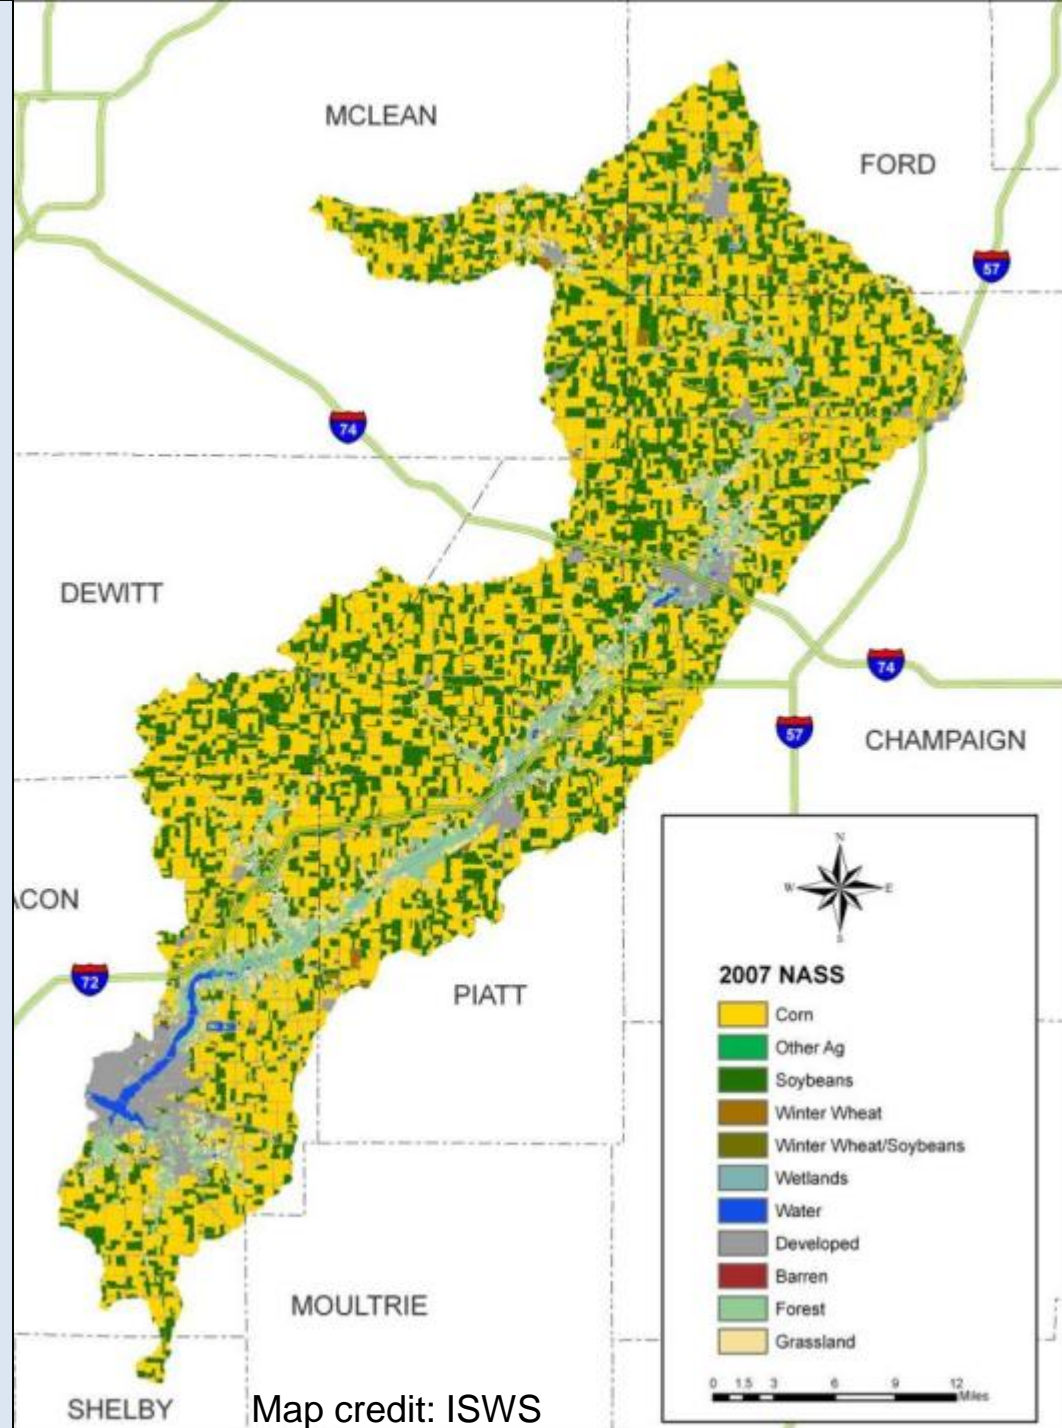 MCLEAN
FORD
57
74
DEWITT
74
57
CHAMPAIGN
ACON
72
PIATT
N
W E
S
2007 NASS
Corn
Other Ag
Soybeans
Winter Wheat
Winter Wheat/Soybeans
Wetlands
Water
Developed
Barren
Forest
Grassland
0 1.5 3 6 9 12
Miles
MOULTRIE
SHELBY
Map credit: ISWS